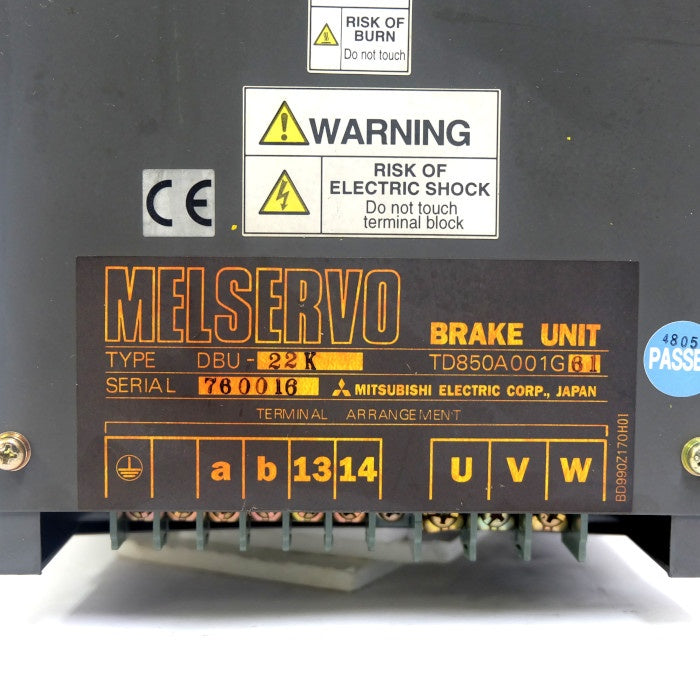 RISK OF
BURN
Do not touch
WARNING
RISK OF
ELECTRIC SHOCK
Do not touch
terminal block
CE
MELSERVO BRAKE UNIT
TYPE DBU-22K TD850A001G61
SERIAL 760016 MITSUBISHI ELECTRIC CORP., JAPAN
TERMINAL ARRANGEMENT
a b 13 14 U V W
BD990Z170H01
4805
PASSE